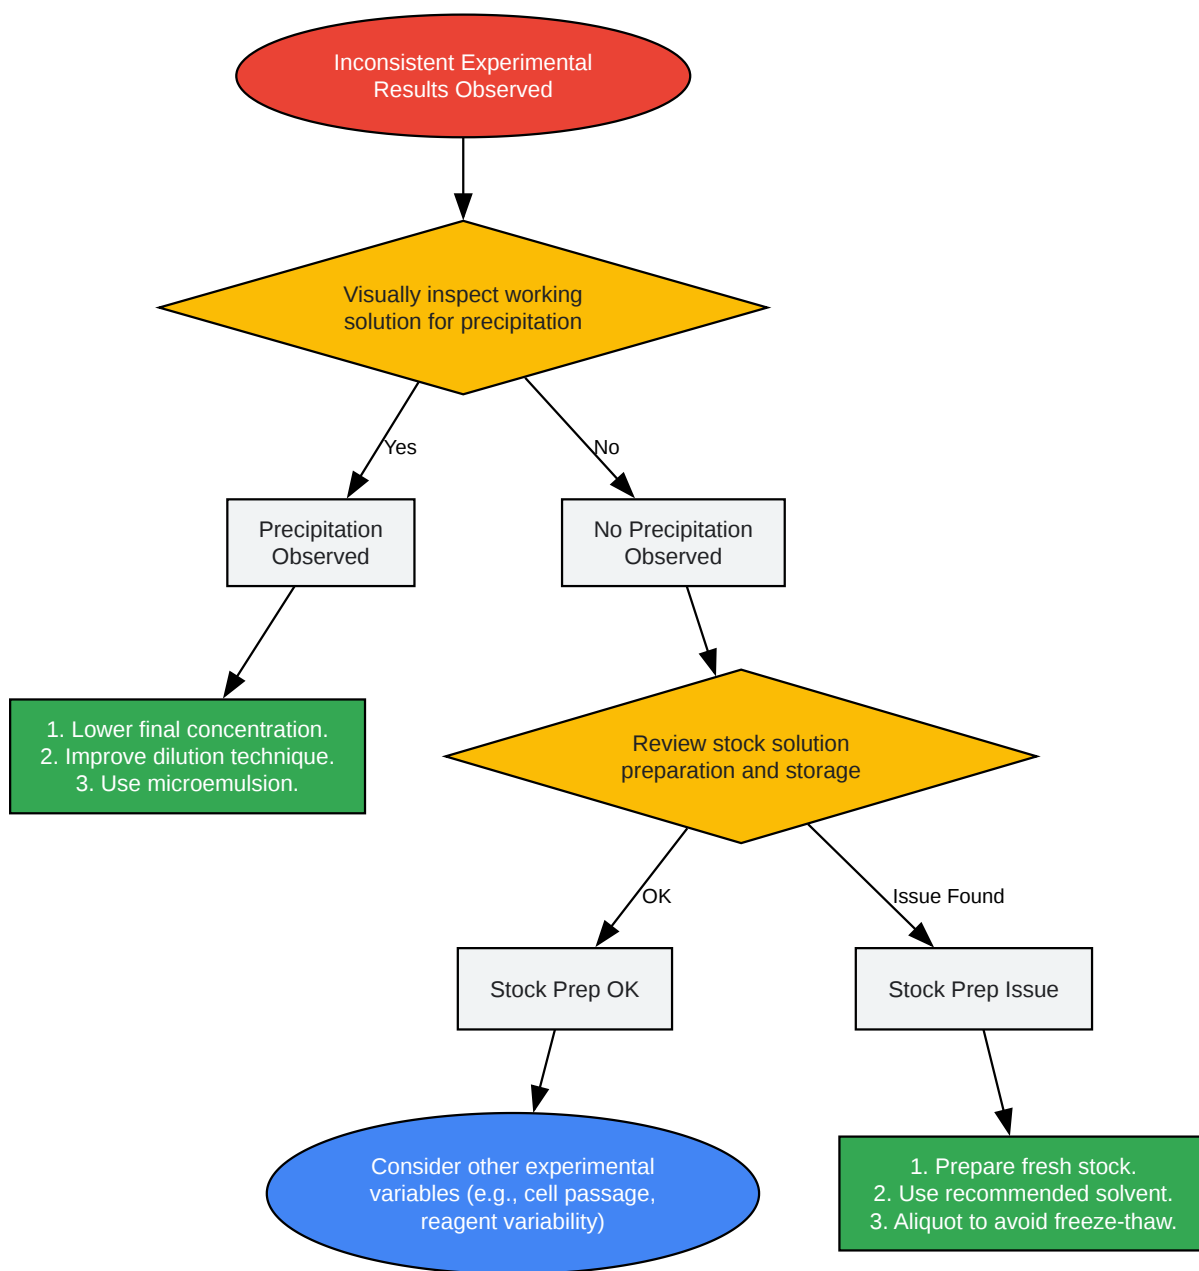 Inconsistent Experimental
Results Observed
Visually inspect working
solution for precipitation
Yes
No
Precipitation
Observed
No Precipitation
Observed
1. Lower final concentration.
2. Improve dilution technique.
3. Use microemulsion.
Review stock solution
preparation and storage
OK
Issue Found
Stock Prep OK
Stock Prep Issue
Consider other experimental
variables (e.g., cell passage,
reagent variability)
1. Prepare fresh stock.
2. Use recommended solvent.
3. Aliquot to avoid freeze-thaw.